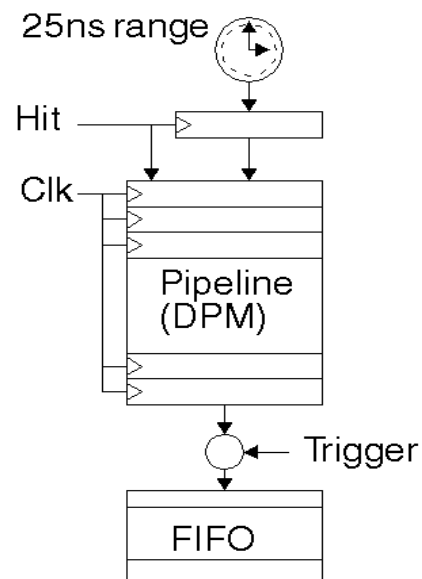 25ns range
Hit
Clk
Pipeline
(DPM)
Trigger
FIFO